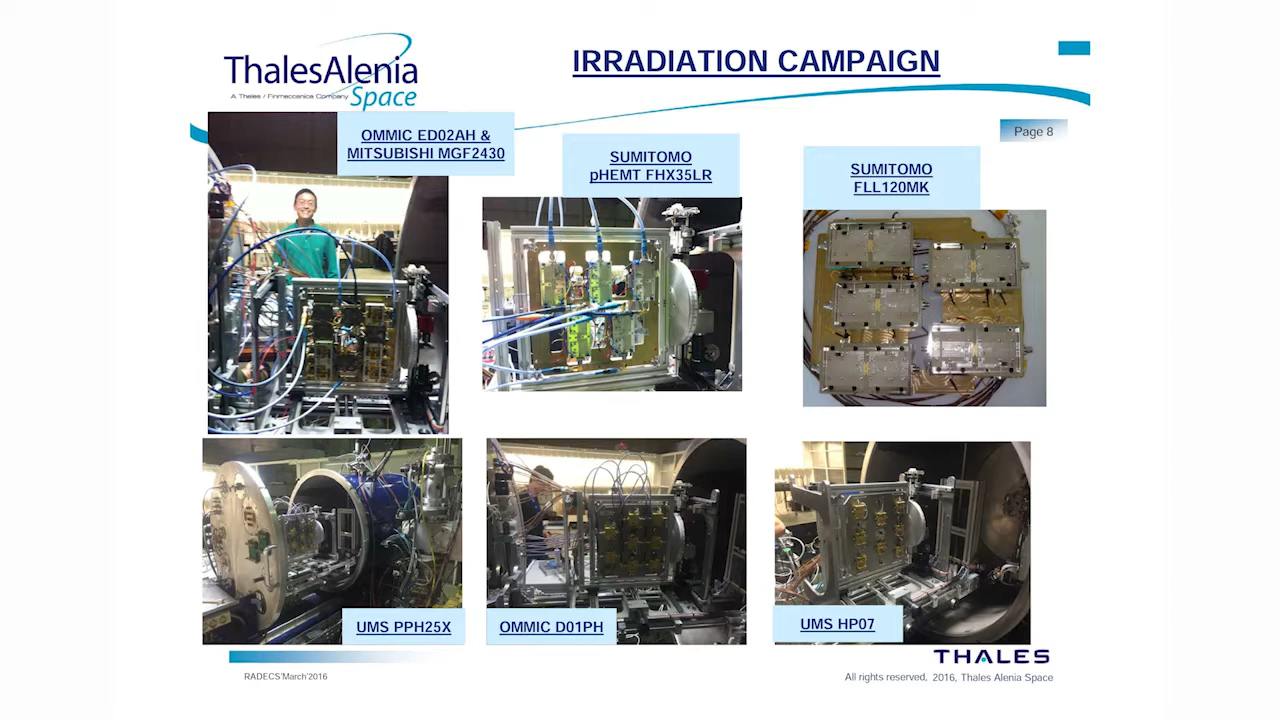 ThalesAlenia
A Thales / Finmeccanica Company
Space
IRRADIATION CAMPAIGN
Page 8
OMMIC ED02AH &
MITSUBISHI MGF2430
SUMITOMO
pHEMT FHX35LR
SUMITOMO
FLL120MK
UMS PPH25X
OMMIC D01PH
UMS HP07
THALES
RADECS'March'2016
All rights reserved, 2016, Thales Alenia Space